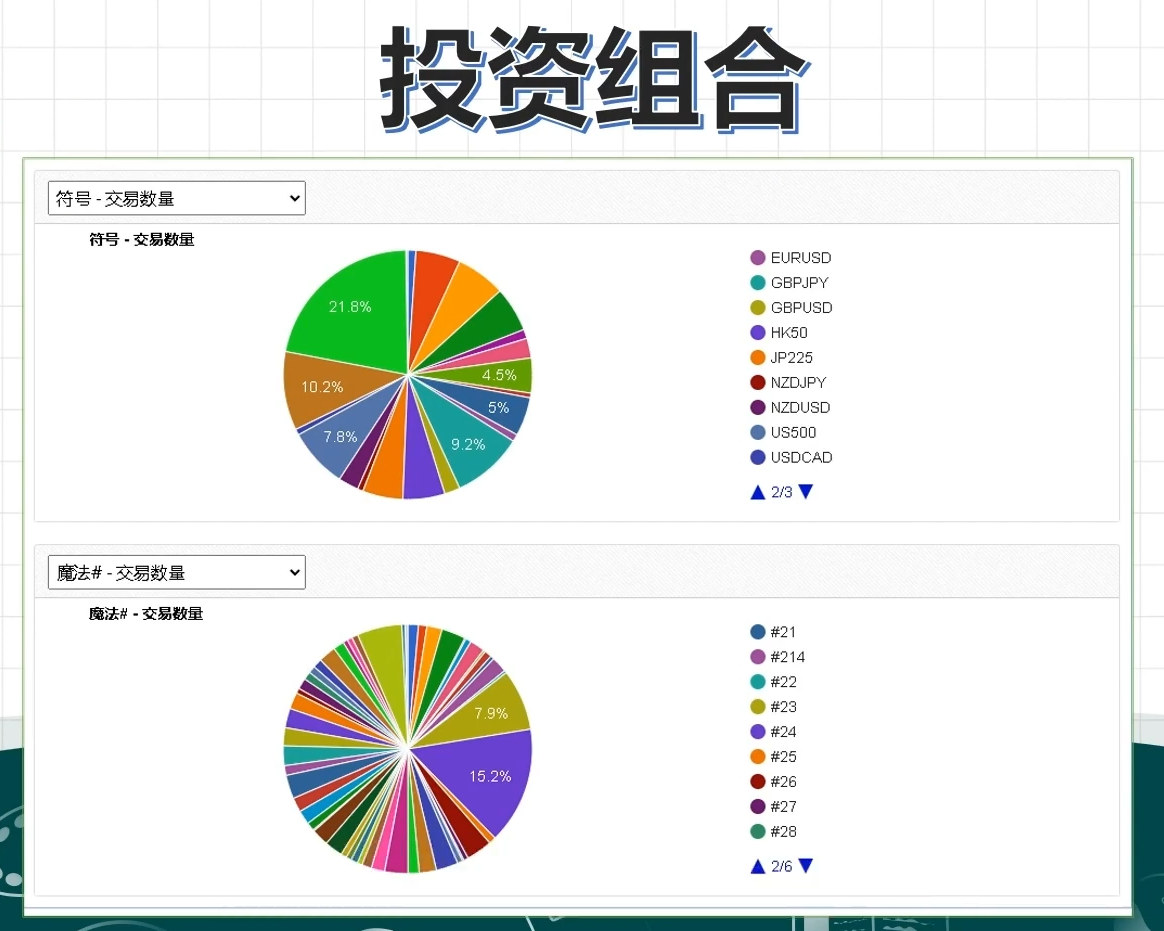 投资组合
符号 - 交易数量
符号 - 交易数量
21.8%
10.2%
7.8%
4.5%
5%
9.2%
EURUSD
GBPJPY
GBPUSD
HK50
JP225
NZDJPY
NZDUSD
US500
USDCAD
▲ 2/3 ▼
魔法# - 交易数量
魔法# - 交易数量
7.9%
15.2%
#21
#214
#22
#23
#24
#25
#26
#27
#28
▲ 2/6 ▼